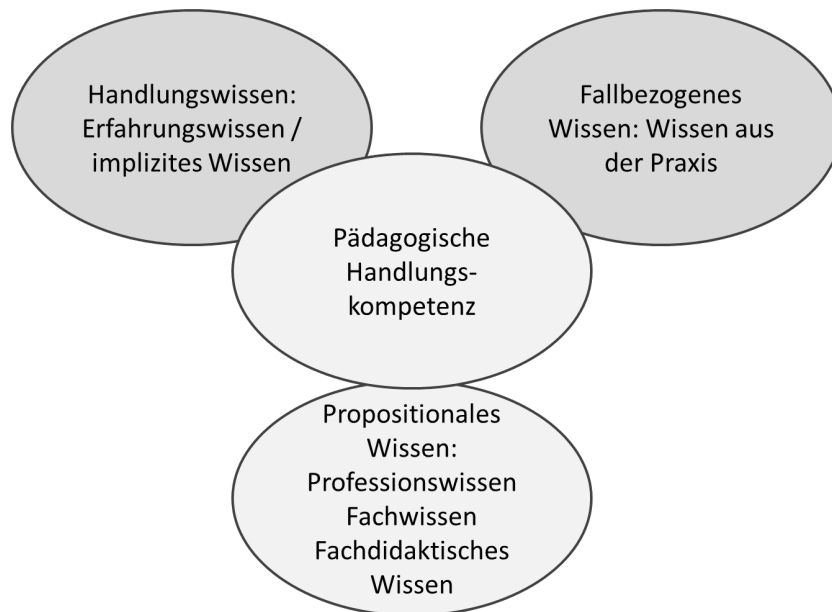 Handlungswissen:
Erfahrungswissen /
implizites Wissen
Fallbezogenes
Wissen: Wissen aus
der Praxis
Pädagogische
Handlungs-
kompetenz
Propositionales
Wissen:
Professionswissen
Fachwissen
Fachdidaktisches
Wissen